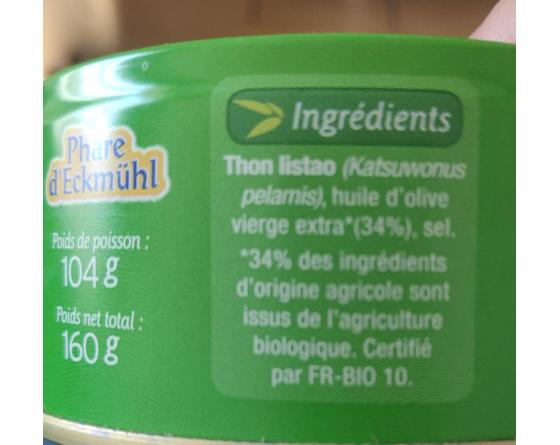 Phare
d'Eckmühl
Poids de poisson :
104 g
Poids net total :
160 g
Ingrédients
Thon listao (Katsuwonus
pelamis), huile d'olive
vierge extra*(34%), sel.
*34% des ingrédients
d'origine agricole sont
issus de l'agriculture
biologique. Certifié
par FR-BIO 10.